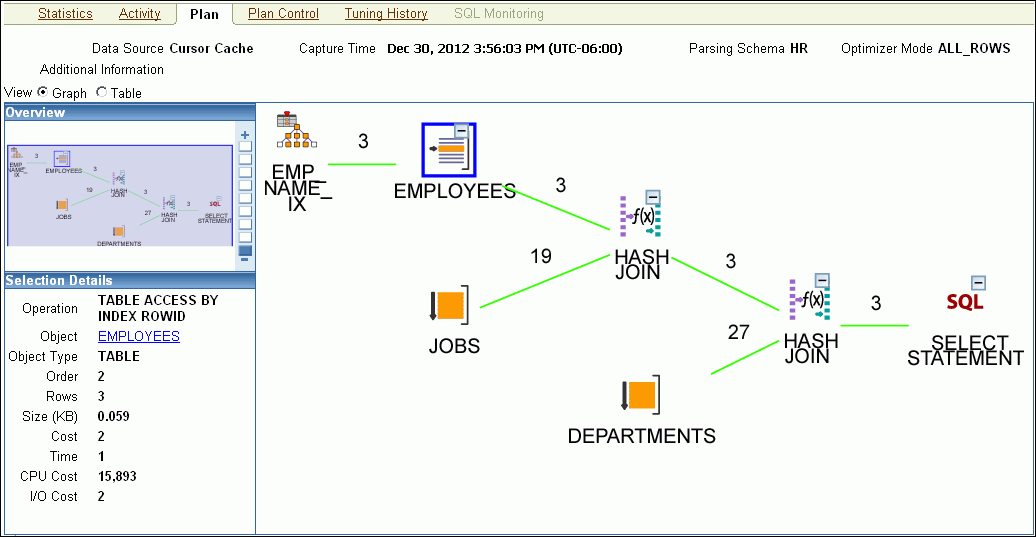 Statistics Activity Plan Plan Control Tuning History SQL Monitoring
Data Source Cursor Cache Capture Time Dec 30, 2012 3:56:03 PM (UTC-06:00) Parsing Schema HR Optimizer Mode ALL_ROWS
Additional Information
View Graph Table
Overview
3
EMP_
NAME_
IX
EMPLOYEES
3
19
HASH
JOIN
JOBS
3
27
HASH
JOIN
3
SQL
SELECT
STATEMENT
DEPARTMENTS
Selection Details
Operation TABLE ACCESS BY
INDEX ROWID
Object EMPLOYEES
Object Type TABLE
Order 2
Rows 3
Size (KB) 0.059
Cost 2
Time 1
CPU Cost 15,893
I/O Cost 2
EMP_
NAME_
IX
3
EMPLOYEES
3
f(x)
HASH
JOIN
19
JOBS
3
f(x)
HASH
JOIN
27
DEPARTMENTS
3
SQL
SELECT
STATEMENT